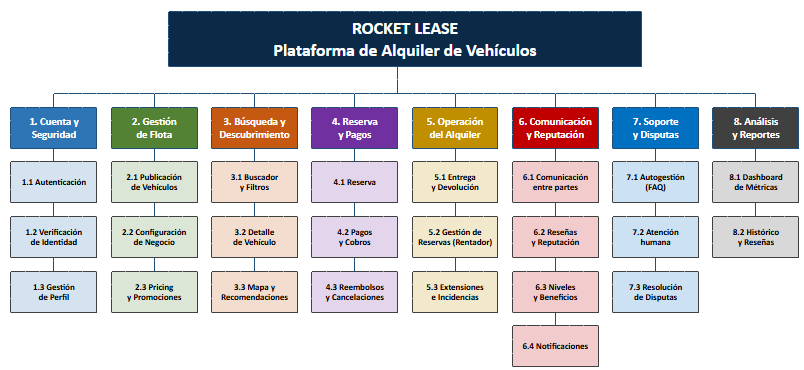 ROCKET LEASE
Plataforma de Alquiler de Vehículos
1. Cuenta y
Seguridad
2. Gestión
de Flota
3. Búsqueda y
Descubrimiento
4. Reserva
y Pagos
5. Operación
del Alquiler
6. Comunicación
y Reputación
7. Soporte
y Disputas
8. Análisis
y Reportes
1.1 Autenticación
2.1 Publicación
de Vehículos
3.1 Buscador
y Filtros
4.1 Reserva
5.1 Entrega
y Devolución
6.1 Comunicación
entre partes
7.1 Autogestión
(FAQ)
8.1 Danálisis
de Métricas
1.2 Verificación
de Identidad
2.2 Configuración
de Negocio
3.2 Detalle
de Vehículo
4.2 Pagos
y Cobros
5.2 Gestión de
Reservas (Rentador)
6.2 Reseñas
y Reputación
7.2 Atención
humana
8.2 Histórico
y Reseñas
1.3 Gestión
de Perfil
2.3 Pricing
y Promociones
3.3 Mapa y
Recomendaciones
4.3 Reembolsos
y Cancelaciones
5.3 Extensiones
e Incidencias
6.3 Niveles
y Beneficios
7.3 Resolución
de Disputas
6.4 Notificaciones